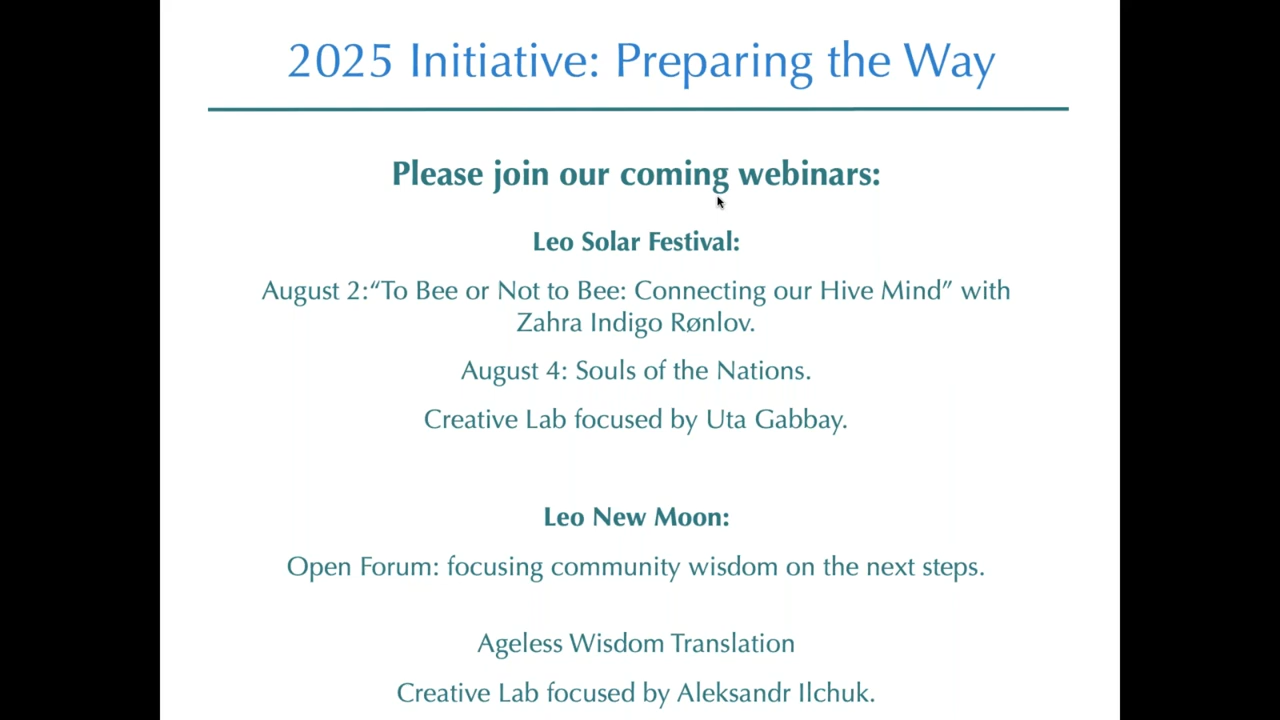 2025 Initiative: Preparing the Way
Please join our coming webinars:
Leo Solar Festival:
August 2:“To Bee or Not to Bee: Connecting our Hive Mind” with
Zahra Indigo Rønlov.
August 4: Souls of the Nations.
Creative Lab focused by Uta Gabbay.
Leo New Moon:
Open Forum: focusing community wisdom on the next steps.
Ageless Wisdom Translation
Creative Lab focused by Aleksandr Ilchuk.